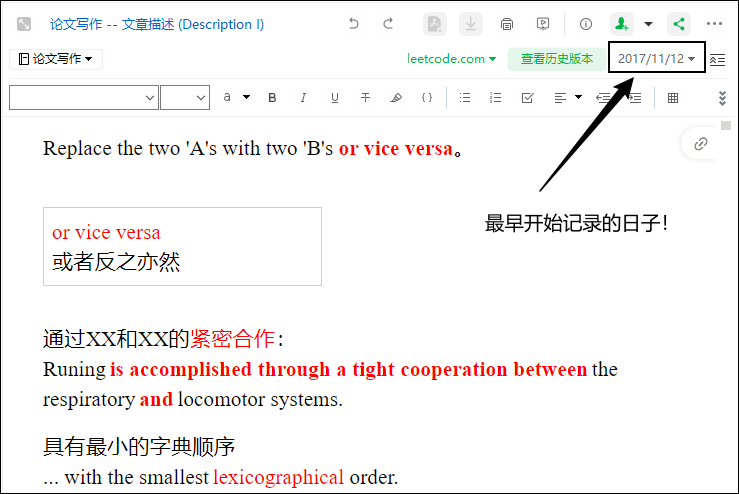 论文写作 -- 文章描述 (Description I)
论文写作
leetcode.com
查看历史版本
2017/11/12
a B I U T { }
Replace the two 'A's with two 'B's or vice versa。
最早开始记录的日子！
or vice versa
或者反之亦然
通过XX和XX的紧密合作：
Runing is accomplished through a tight cooperation between the
respiratory and locomotor systems.
具有最小的字典顺序
... with the smallest lexicographical order.